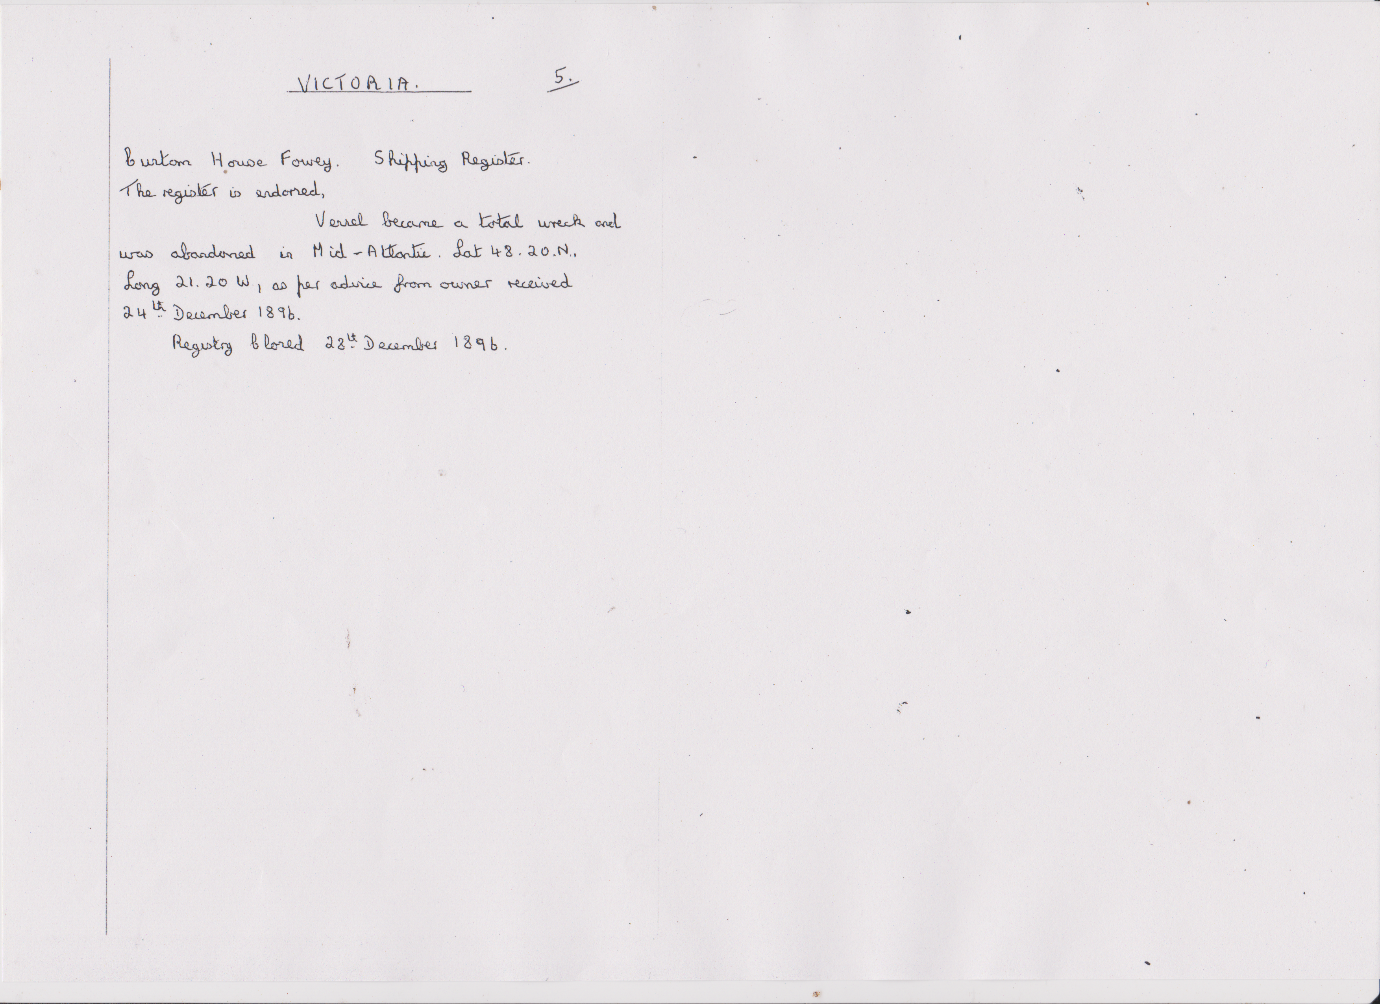 VICTORIA. 5.
Custom House Fowey. Shipping Register.
The register is endorsed,
Vessel became a total wreck and
was abandoned in Mid-Atlantic. Lat 48.20.N.,
Long 21.20 W, as per advice from owner received
24th December 1896.
Registry Closed 28th December 1896.